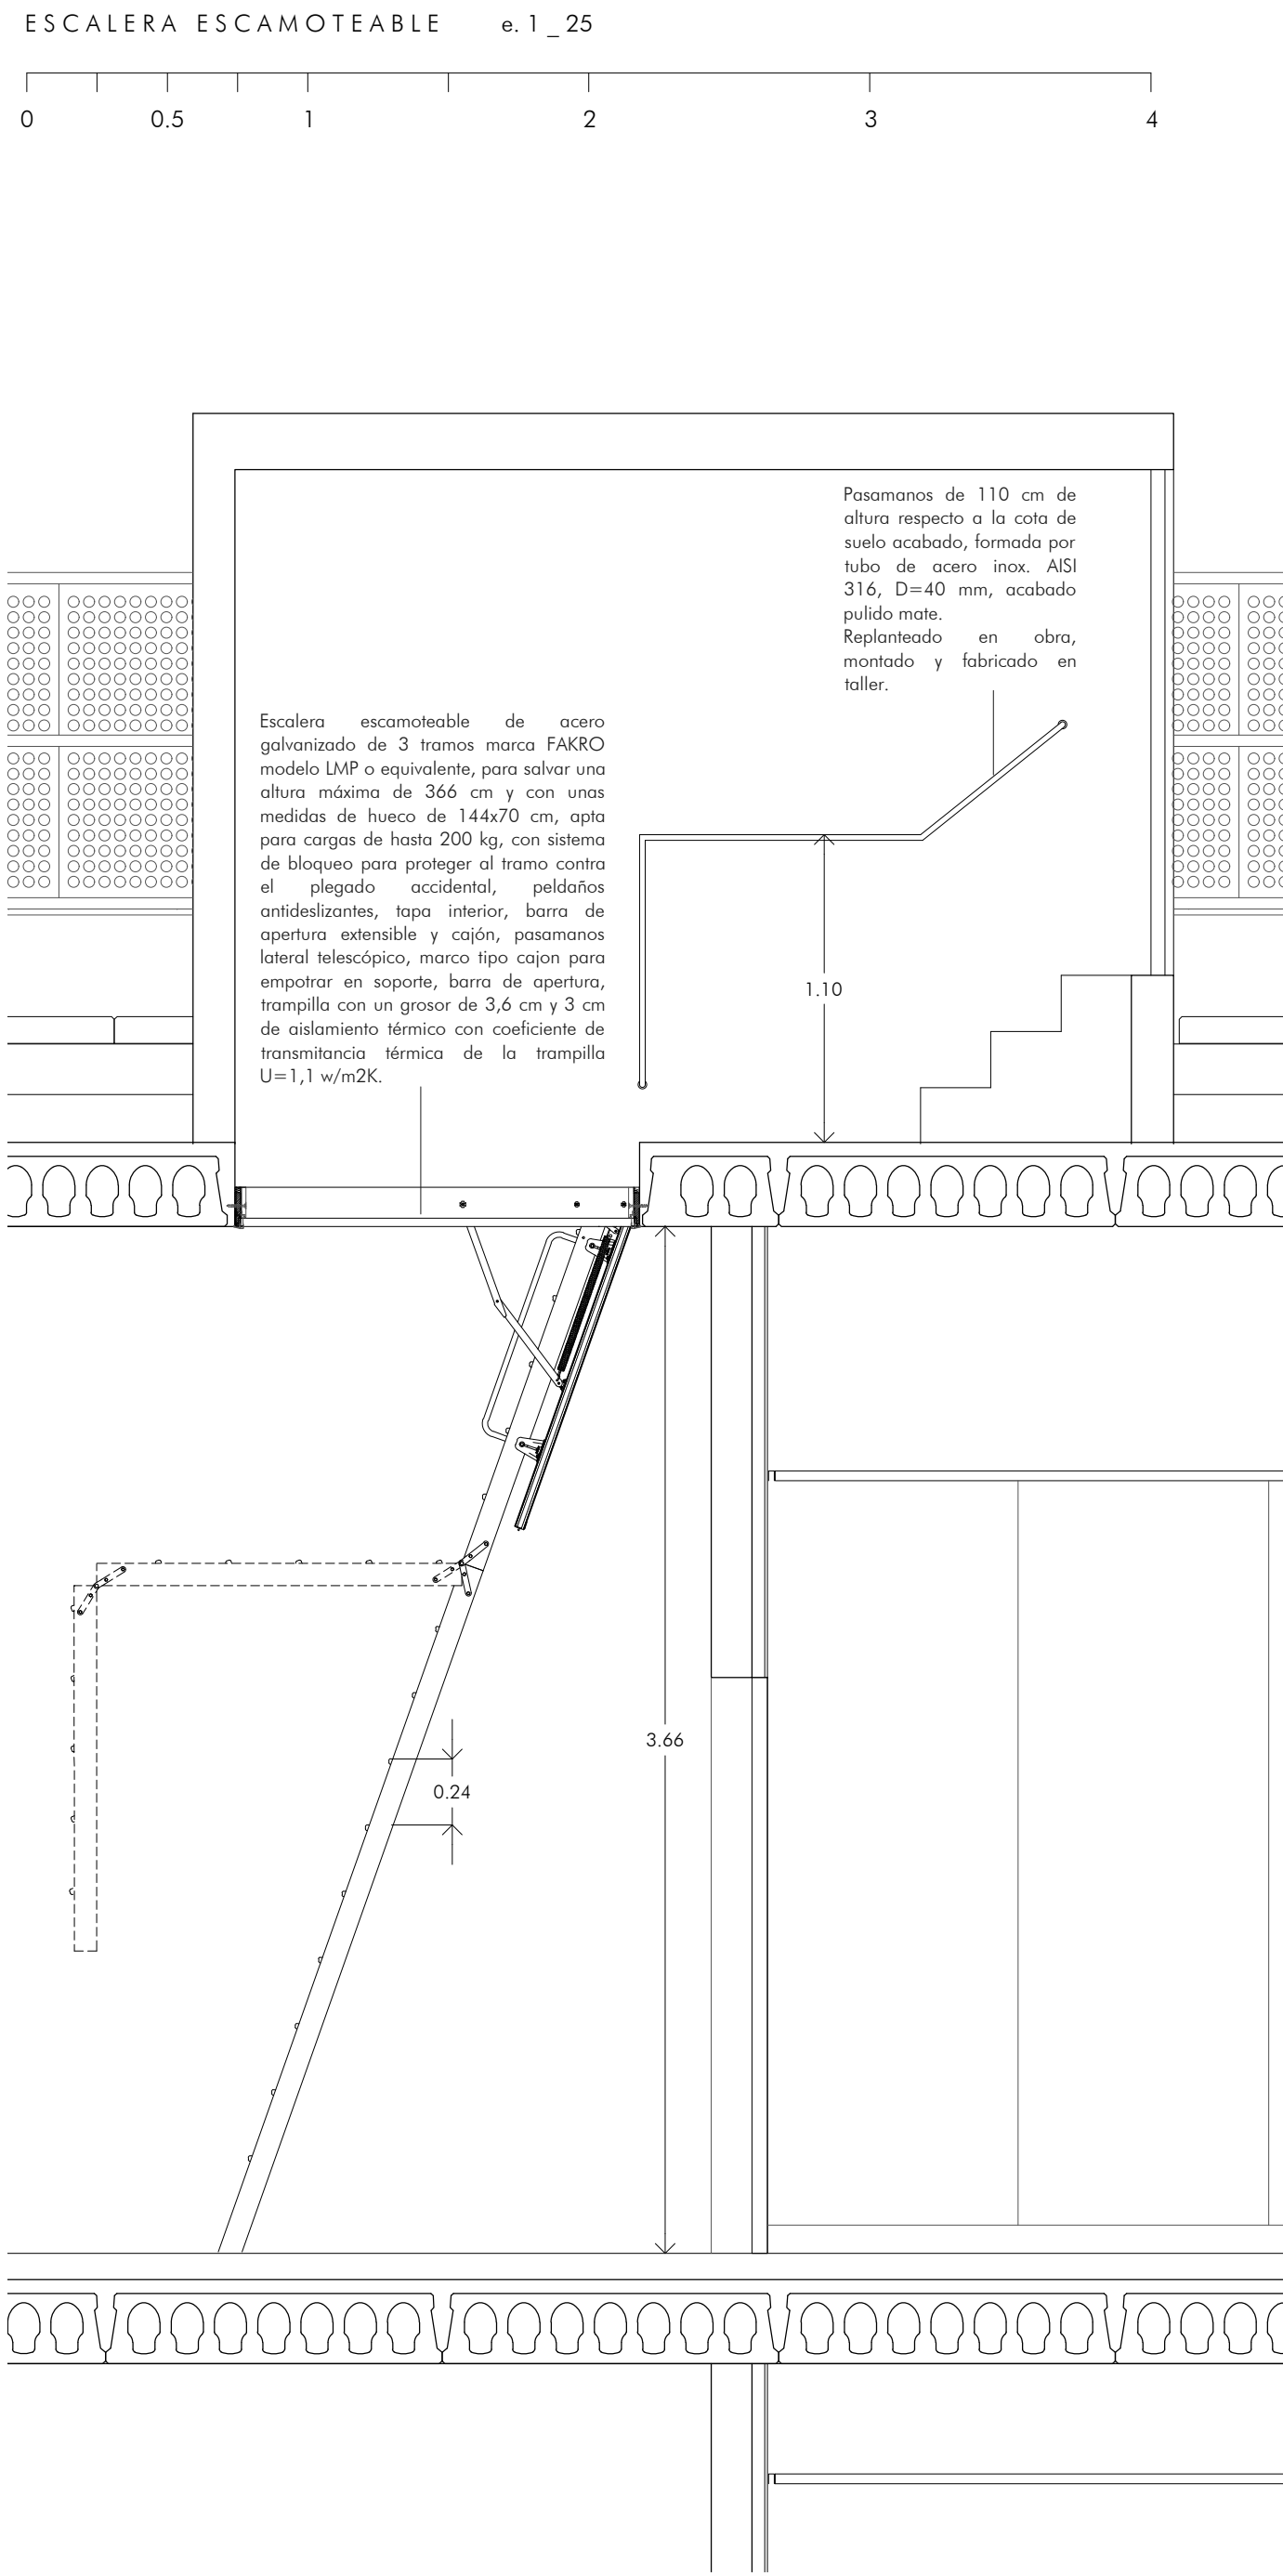 ESCALERA ESCAMOTEABLE e. 1 _ 25
0 0.5 1 2 3 4
Pasamanos de 110 cm de
altura respecto a la cota de
suelo acabado, formada por
tubo de acero inox. AISI
316, D=40 mm, acabado
pulido mate.
Replanteado en obra,
montado y fabricado en
taller.
Escalera escamoteable de acero
galvanizado de 3 tramos marca FAKRO
modelo LMP o equivalente, para salvar una
altura máxima de 366 cm y con unas
medidas de hueco de 144x70 cm, apta
para cargas de hasta 200 kg, con sistema
de bloqueo para proteger al tramo contra
el plegado accidental, peldaños
antideslizantes, tapa interior, barra de
apertura extensible y cajón, pasamanos
lateral telescópico, marco tipo cajon para
empotrar en soporte, barra de apertura,
trampilla con un grosor de 3,6 cm y 3 cm
de aislamiento térmico con coeficiente de
transmitancia térmica de la trampilla
U=1,1 w/m2K.
1.10
3.66
0.24